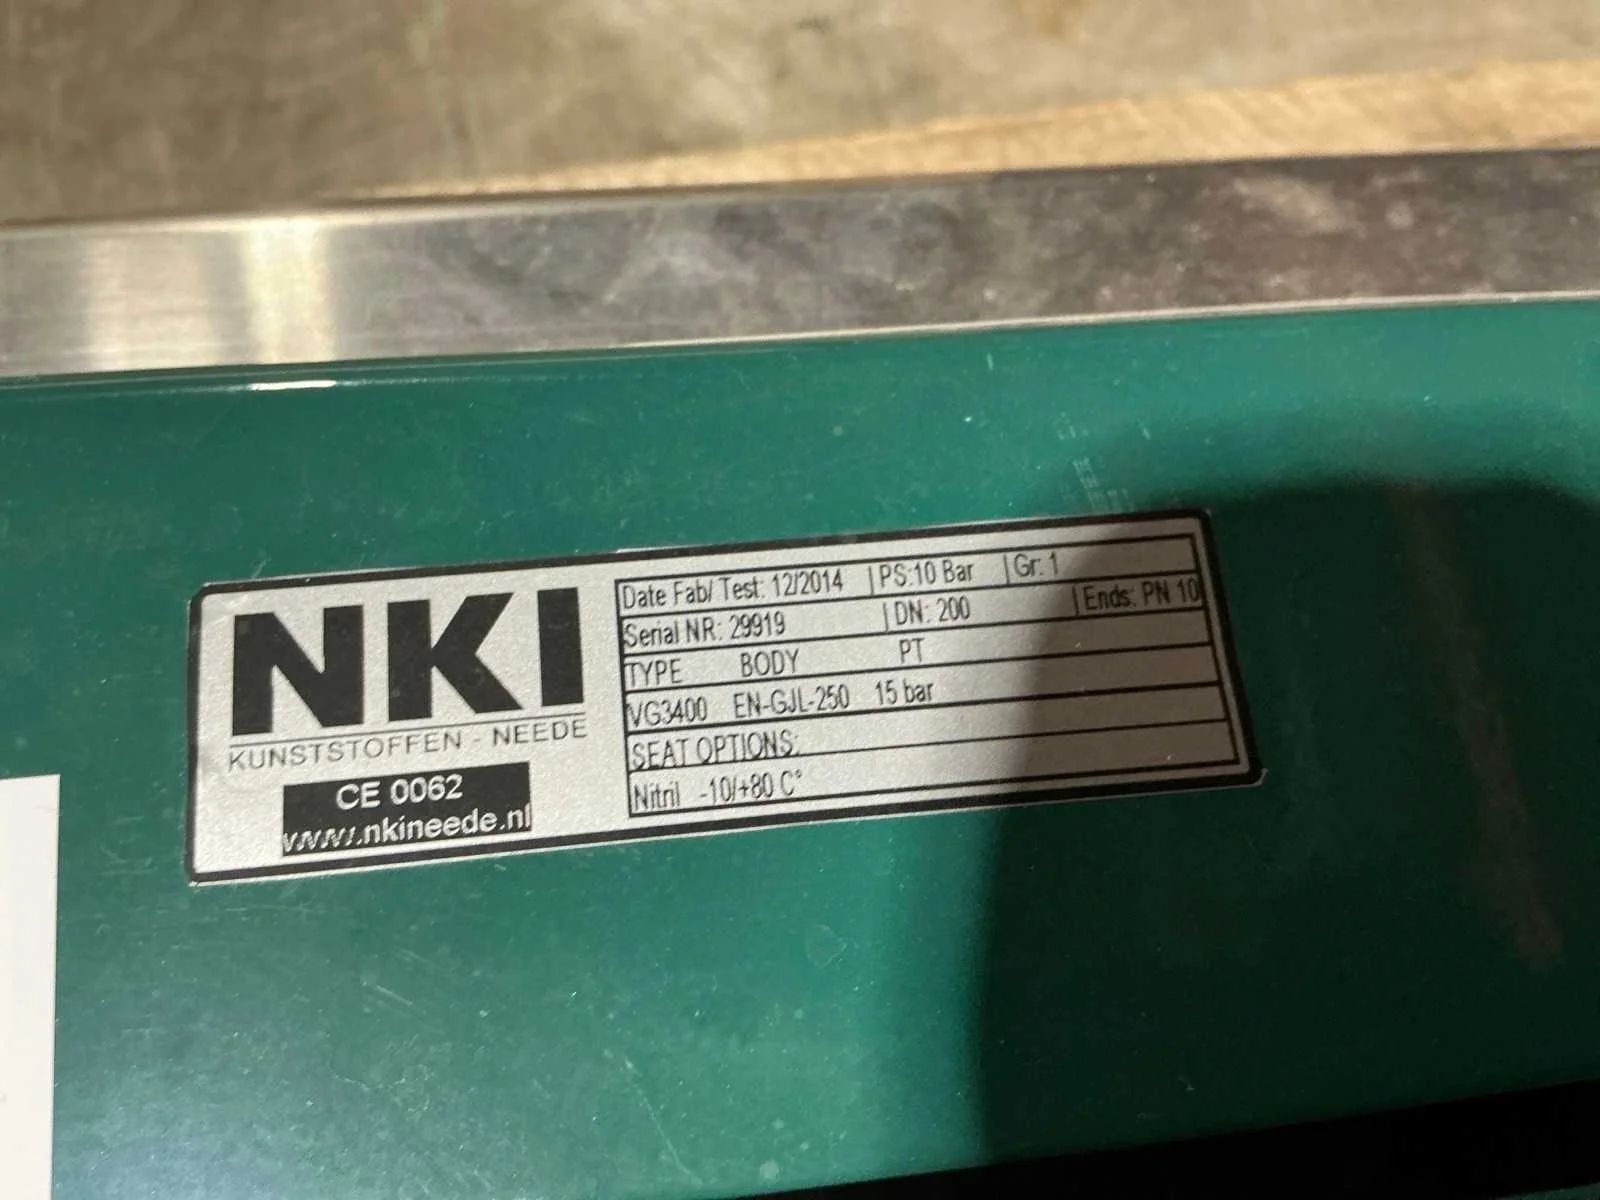 NKI
KUNSTSTOFFEN - NEEDE
CE 0062
www.nkineede.nl
Date Fab/ Test: 12/2014 | PS:10 Bar | Gr: 1
Serial NR: 29919 | DN: 200 | Ends: PN 10
TYPE BODY PT
VG3400 EN-GJL-250 15 bar
SEAT OPTIONS:
Nitril -10/+80 C°